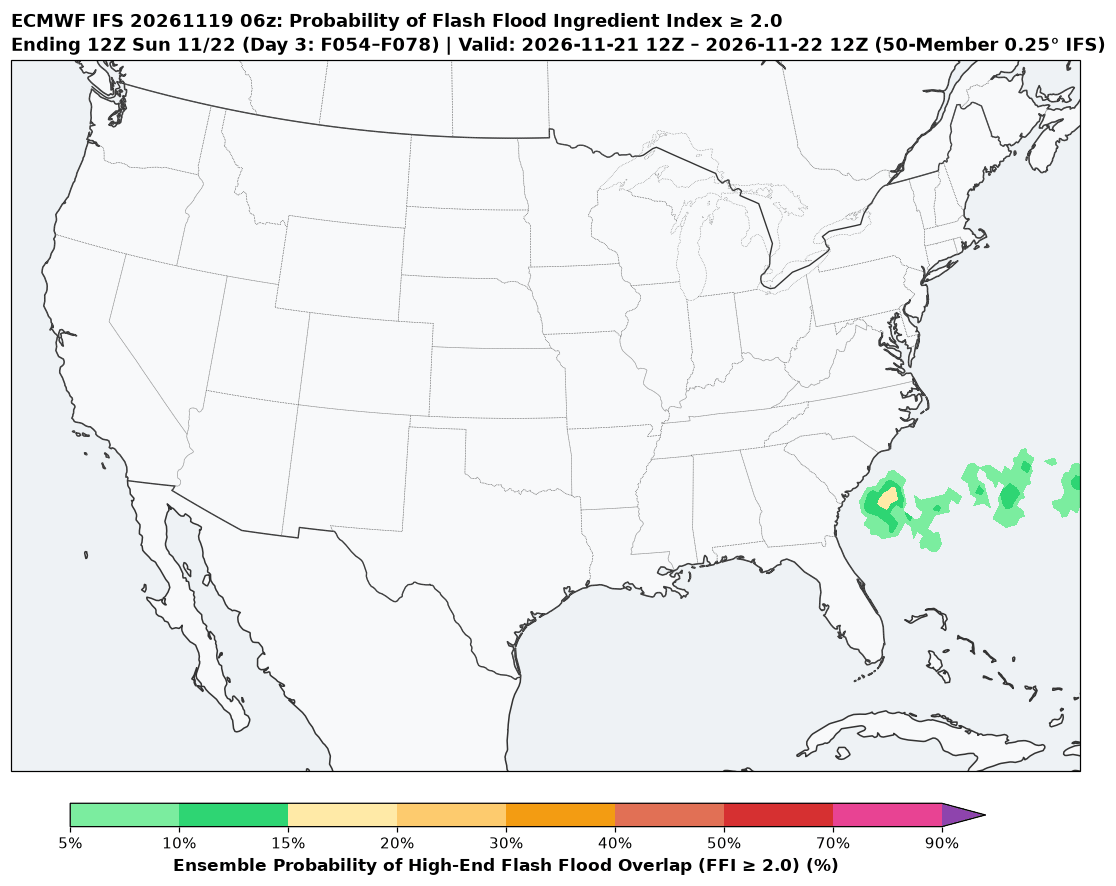 ECMWF IFS 20261119 06z: Probability of Flash Flood Ingredient Index ≥ 2.0
Ending 12Z Sun 11/22 (Day 3: F054–F078) | Valid: 2026-11-21 12Z – 2026-11-22 12Z (50-Member 0.25° IFS)
5% 10% 15% 20% 30% 40% 50% 70% 90%
Ensemble Probability of High-End Flash Flood Overlap (FFI ≥ 2.0) (%)